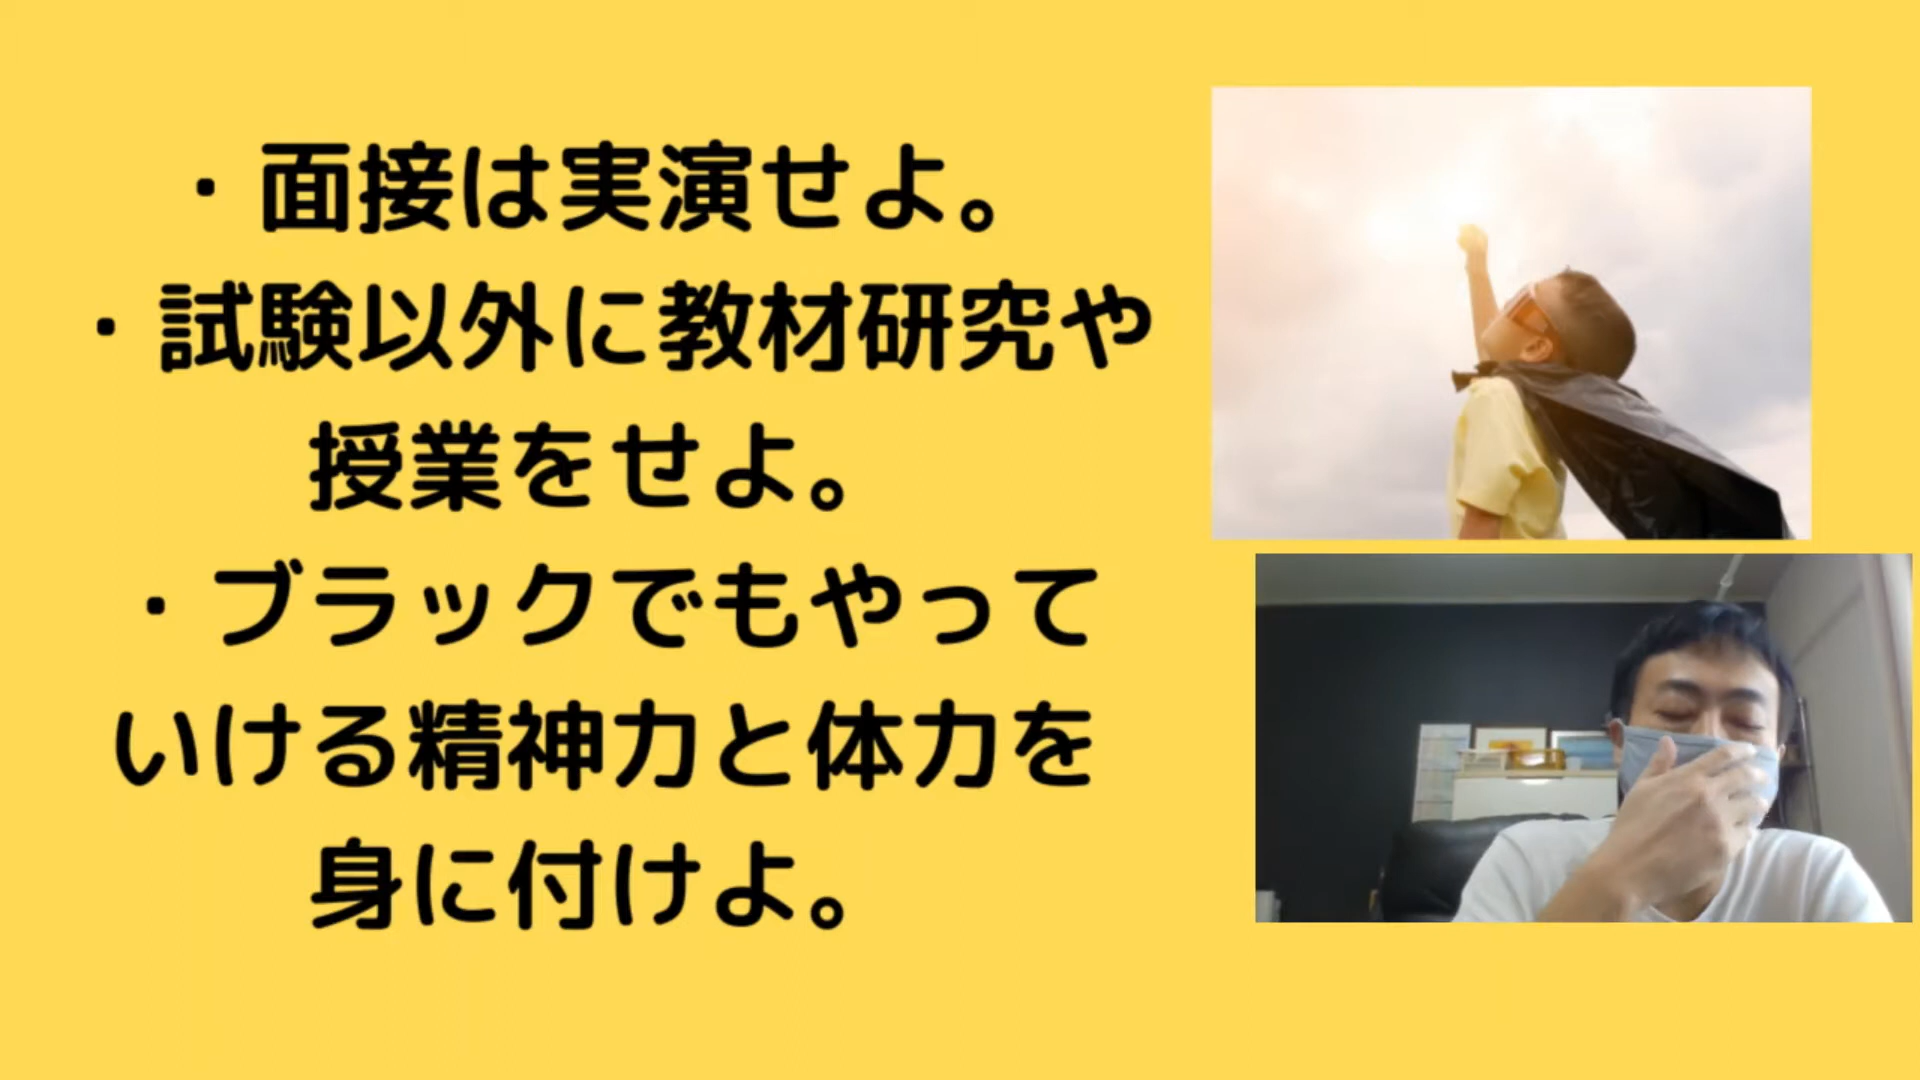 ・面接は実演せよ。
・試験以外に教材研究や
授業をせよ。
・ブラックでもやって
いける精神力と体力を
身に付けよ。